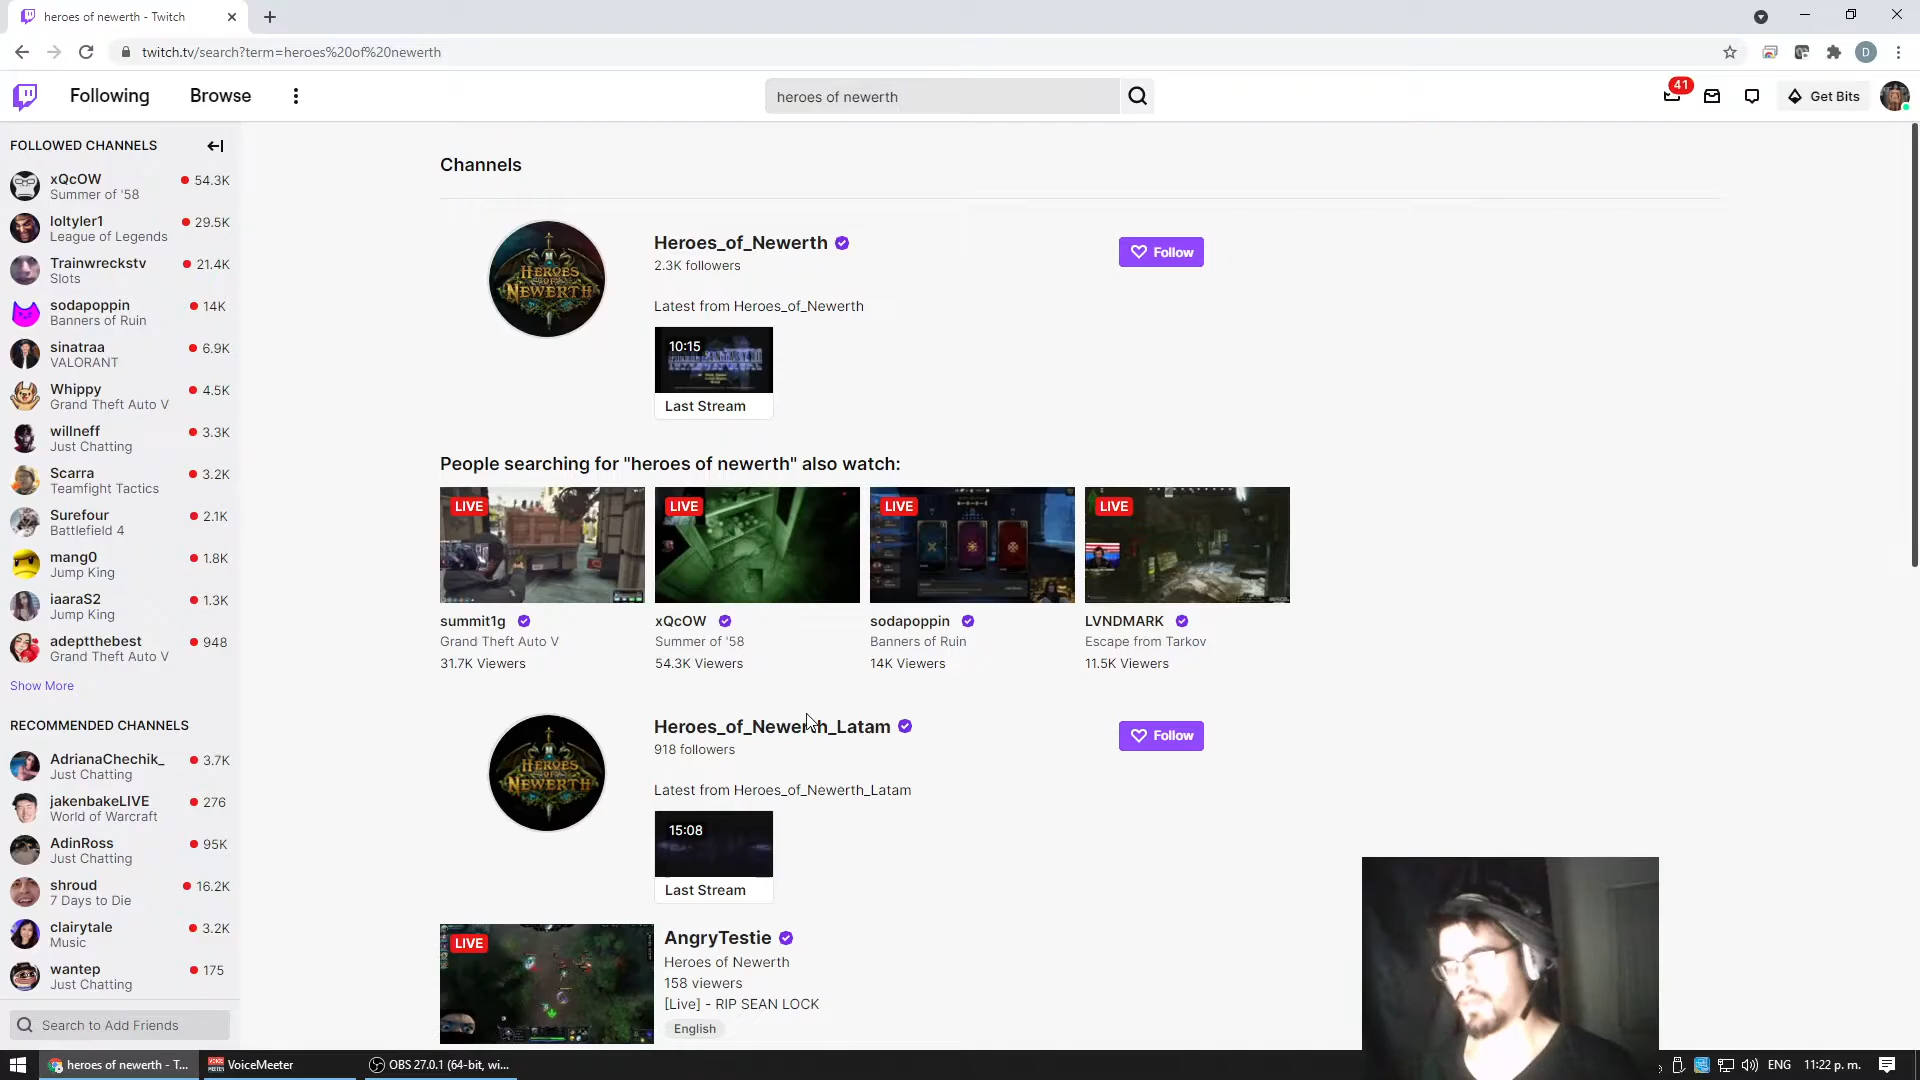 heroes of newerth - Twitch
twitch.tv/search?term=heroes%20of%20newerth
D
Following
Browse
heroes of newerth
41
Get Bits
FOLLOWED CHANNELS
xQcOW
54.3K
Summer of '58
loltyler1
29.5K
League of Legends
Trainwreckstv
21.4K
Slots
sodapoppin
14K
Banners of Ruin
sinatraa
6.9K
VALORANT
Whippy
4.5K
Grand Theft Auto V
willneff
3.3K
Just Chatting
Scarra
3.2K
Teamfight Tactics
Surefour
2.1K
Battlefield 4
mang0
1.8K
Jump King
iaaraS2
1.3K
Jump King
adeptthebest
948
Grand Theft Auto V
Show More
RECOMMENDED CHANNELS
AdrianaChechik_
3.7K
Just Chatting
jakenbakeLIVE
276
World of Warcraft
AdinRoss
95K
Just Chatting
shroud
16.2K
7 Days to Die
clairytale
3.2K
Music
wantep
175
Just Chatting
Search to Add Friends
Channels
HEROES
OF
NEWERTH
Heroes_of_Newerth
2.3K followers
Follow
Latest from Heroes_of_Newerth
10:15
Last Stream
People searching for "heroes of newerth" also watch:
LIVE
LIVE
LIVE
LIVE
summit1g
Grand Theft Auto V
31.7K Viewers
xQcOW
Summer of '58
54.3K Viewers
sodapoppin
Banners of Ruin
14K Viewers
LVNDMARK
Escape from Tarkov
11.5K Viewers
HEROES
OF
NEWERTH
Heroes_of_Newerth_Latam
918 followers
Follow
Latest from Heroes_of_Newerth_Latam
15:08
Last Stream
LIVE
AngryTestie
Heroes of Newerth
158 viewers
[Live] - RIP SEAN LOCK
English
heroes of newerth - T...
VoiceMeeter
OBS 27.0.1 (64-bit, wi...
ENG
11:22 p. m.